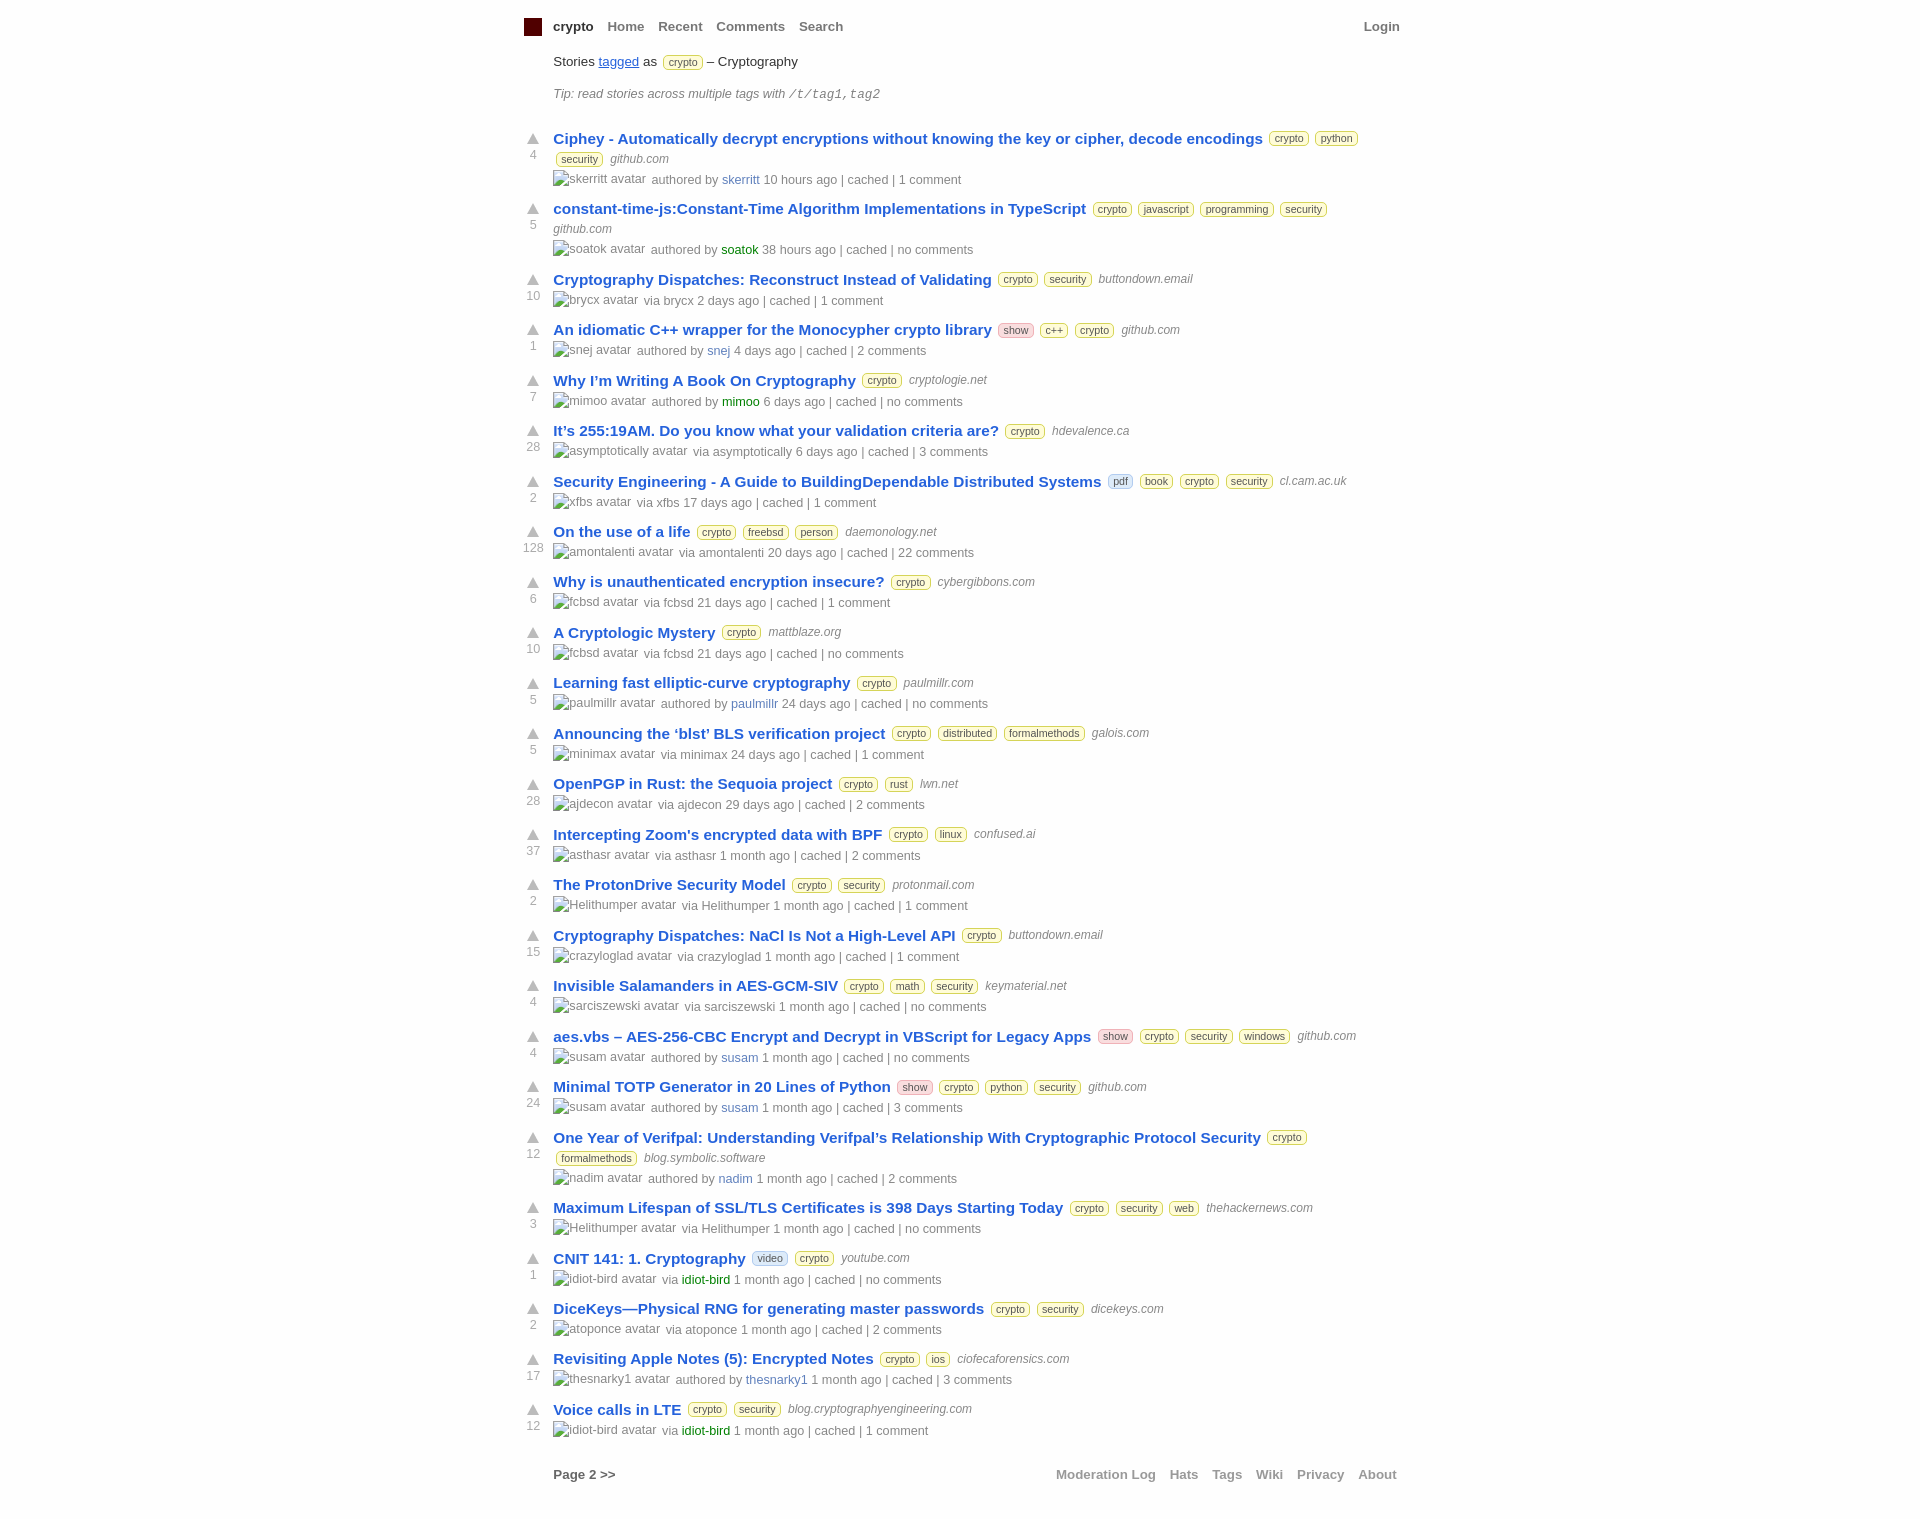 crypto Home Recent Comments Search Login
Stories tagged as crypto – Cryptography
Tip: read stories across multiple tags with /t/tag1,tag2
Ciphey - Automatically decrypt encryptions without knowing the key or cipher, decode encodings crypto python
4
security github.com
skerritt avatar authored by skerritt 10 hours ago | cached | 1 comment
constant-time-js:Constant-Time Algorithm Implementations in TypeScript crypto javascript programming security
5
github.com
soatok avatar authored by soatok 38 hours ago | cached | no comments
Cryptography Dispatches: Reconstruct Instead of Validating crypto security buttondown.email
10
brycx avatar via brycx 2 days ago | cached | 1 comment
An idiomatic C++ wrapper for the Monocypher crypto library show c++ crypto github.com
1
snej avatar authored by snej 4 days ago | cached | 2 comments
Why I’m Writing A Book On Cryptography crypto cryptologie.net
7
mimoo avatar authored by mimoo 6 days ago | cached | no comments
It’s 255:19AM. Do you know what your validation criteria are? crypto hdevalence.ca
28
asymptotically avatar via asymptotically 6 days ago | cached | 3 comments
Security Engineering - A Guide to BuildingDependable Distributed Systems pdf book crypto security cl.cam.ac.uk
2
xfbs avatar via xfbs 17 days ago | cached | 1 comment
On the use of a life crypto freebsd person daemonology.net
128
amontalenti avatar via amontalenti 20 days ago | cached | 22 comments
Why is unauthenticated encryption insecure? crypto cybergibbons.com
6
fcbsd avatar via fcbsd 21 days ago | cached | 1 comment
A Cryptologic Mystery crypto mattblaze.org
10
fcbsd avatar via fcbsd 21 days ago | cached | no comments
Learning fast elliptic-curve cryptography crypto paulmillr.com
5
paulmillr avatar authored by paulmillr 24 days ago | cached | no comments
Announcing the ‘blst’ BLS verification project crypto distributed formalmethods galois.com
5
minimax avatar via minimax 24 days ago | cached | 1 comment
OpenPGP in Rust: the Sequoia project crypto rust lwn.net
28
ajdecon avatar via ajdecon 29 days ago | cached | 2 comments
Intercepting Zoom's encrypted data with BPF crypto linux confused.ai
37
asthasr avatar via asthasr 1 month ago | cached | 2 comments
The ProtonDrive Security Model crypto security protonmail.com
2
Helithumper avatar via Helithumper 1 month ago | cached | 1 comment
Cryptography Dispatches: NaCl Is Not a High-Level API crypto buttondown.email
15
crazyloglad avatar via crazyloglad 1 month ago | cached | 1 comment
Invisible Salamanders in AES-GCM-SIV crypto math security keymaterial.net
4
sarciszewski avatar via sarciszewski 1 month ago | cached | no comments
aes.vbs – AES-256-CBC Encrypt and Decrypt in VBScript for Legacy Apps show crypto security windows github.com
4
susam avatar authored by susam 1 month ago | cached | no comments
Minimal TOTP Generator in 20 Lines of Python show crypto python security github.com
24
susam avatar authored by susam 1 month ago | cached | 3 comments
One Year of Verifpal: Understanding Verifpal’s Relationship With Cryptographic Protocol Security crypto
12
formalmethods blog.symbolic.software
nadim avatar authored by nadim 1 month ago | cached | 2 comments
Maximum Lifespan of SSL/TLS Certificates is 398 Days Starting Today crypto security web thehackernews.com
3
Helithumper avatar via Helithumper 1 month ago | cached | no comments
CNIT 141: 1. Cryptography video crypto youtube.com
1
idiot-bird avatar via idiot-bird 1 month ago | cached | no comments
DiceKeys—Physical RNG for generating master passwords crypto security dicekeys.com
2
atoponce avatar via atoponce 1 month ago | cached | 2 comments
Revisiting Apple Notes (5): Encrypted Notes crypto ios ciofecaforensics.com
17
thesnarky1 avatar authored by thesnarky1 1 month ago | cached | 3 comments
Voice calls in LTE crypto security blog.cryptographyengineering.com
12
idiot-bird avatar via idiot-bird 1 month ago | cached | 1 comment
Page 2 >> Moderation Log Hats Tags Wiki Privacy About